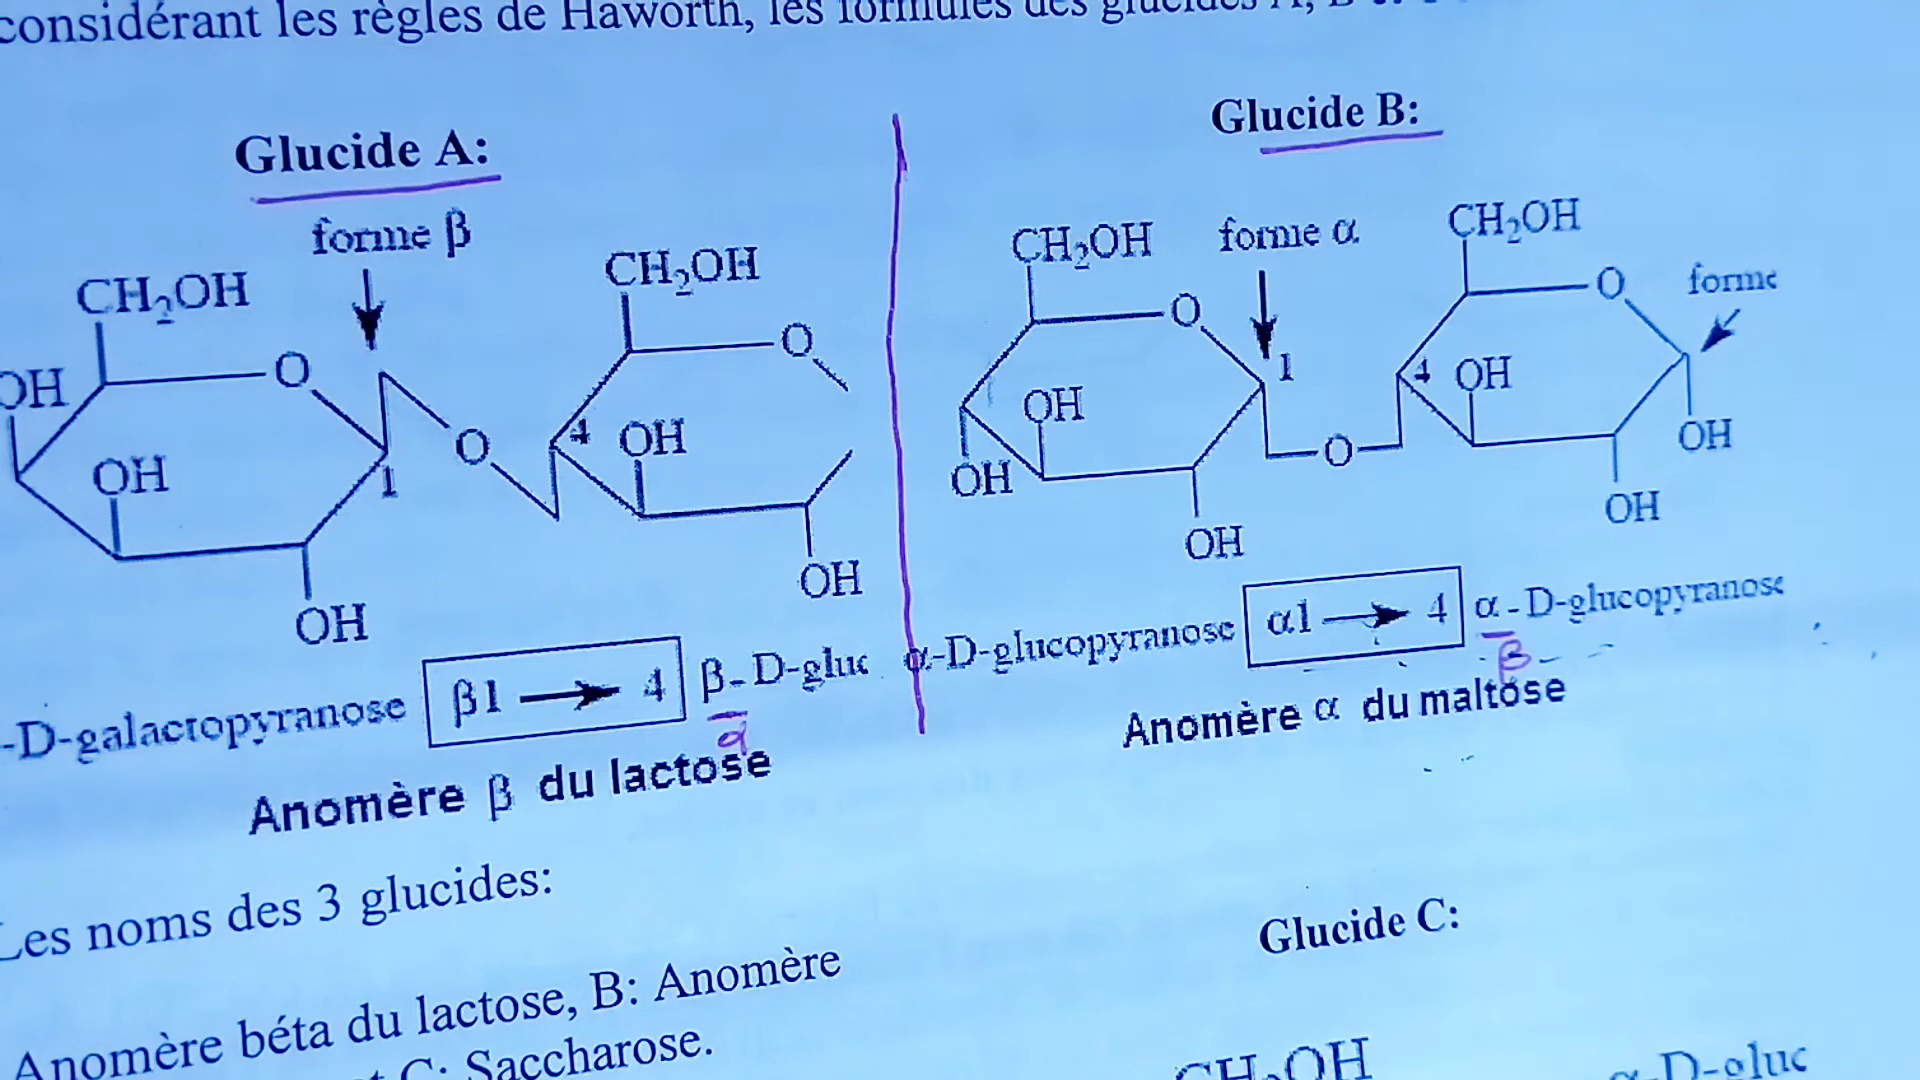 considérant les règles de Haworth, les formules des glucides A, B
Glucide A:
forme β
CH₂OH
CH₂OH
OH
O
O
OH
O
4
OH
1
OH
OH
-D-galactopyranose
β1 → 4
β-D-gluc
α
Anomère β du lactose
Glucide B:
CH₂OH
forme α
CH₂OH
O
O
forme
1
OH
4
OH
O
OH
OH
OH
OH
α-D-glucopyranose
α1 → 4
α-D-glucopyranose
β
Anomère α du maltose
Les noms des 3 glucides:
Anomère béta du lactose, B: Anomère
C: Saccharose.
Glucide C:
CH₂OH
α-D-gluc